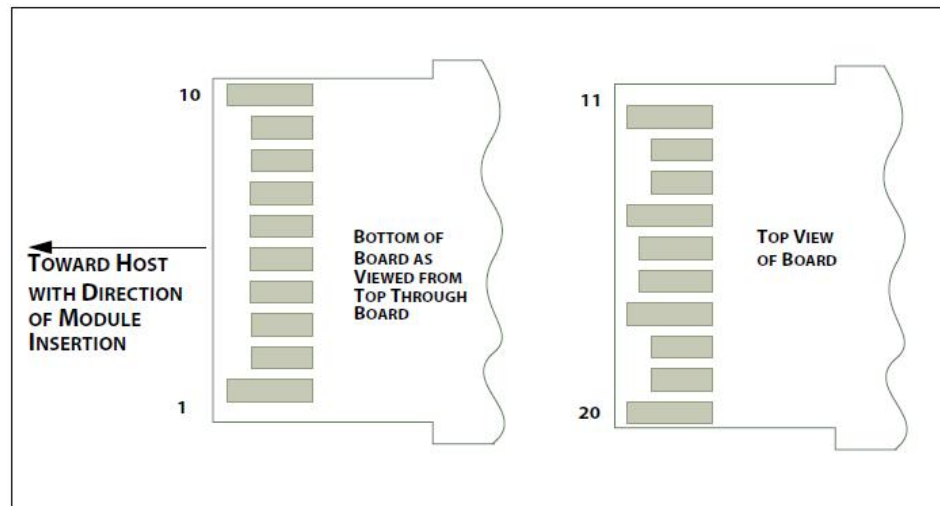 10
1
TOWARD HOST
WITH DIRECTION
OF MODULE
INSERTION
BOTTOM OF
BOARD AS
VIEWED FROM
TOP THROUGH
BOARD
11
20
TOP VIEW
OF BOARD